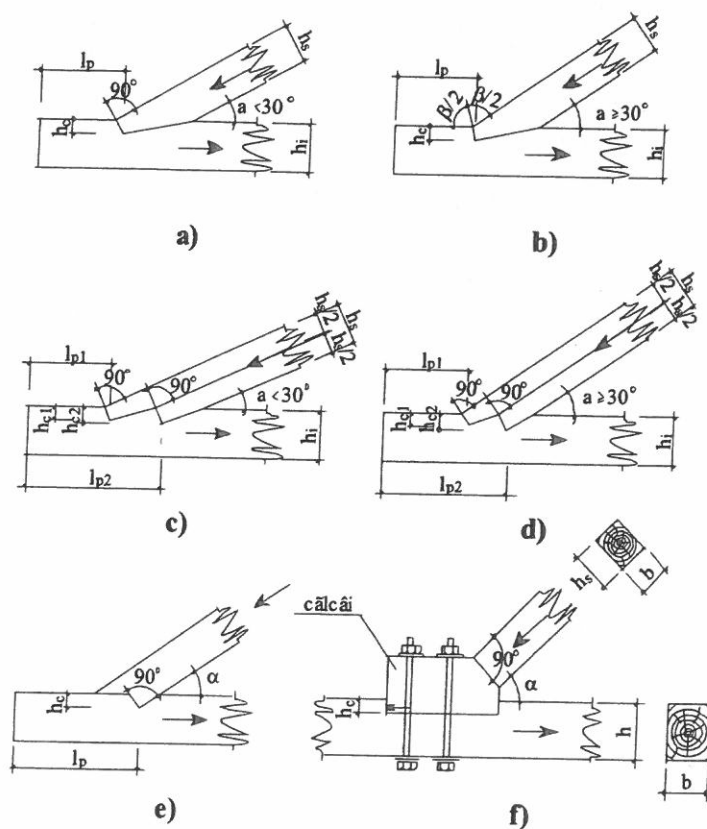 lp
hs
90°
a <30°
hc
hi
a)
lp
hs
β/2
β/2
a ≥30°
hc
hi
b)
lp1
hs/2
hs
hs/2
90°
90°
a <30°
hc1
hc2
hi
lp2
c)
lp1
hs/2
hs
hs/2
90°
90°
a ≥30°
hc1
hc2
hi
lp2
d)
90°
α
hc
lp
e)
hs
b
călcâi
90°
α
hc
h
b
f)